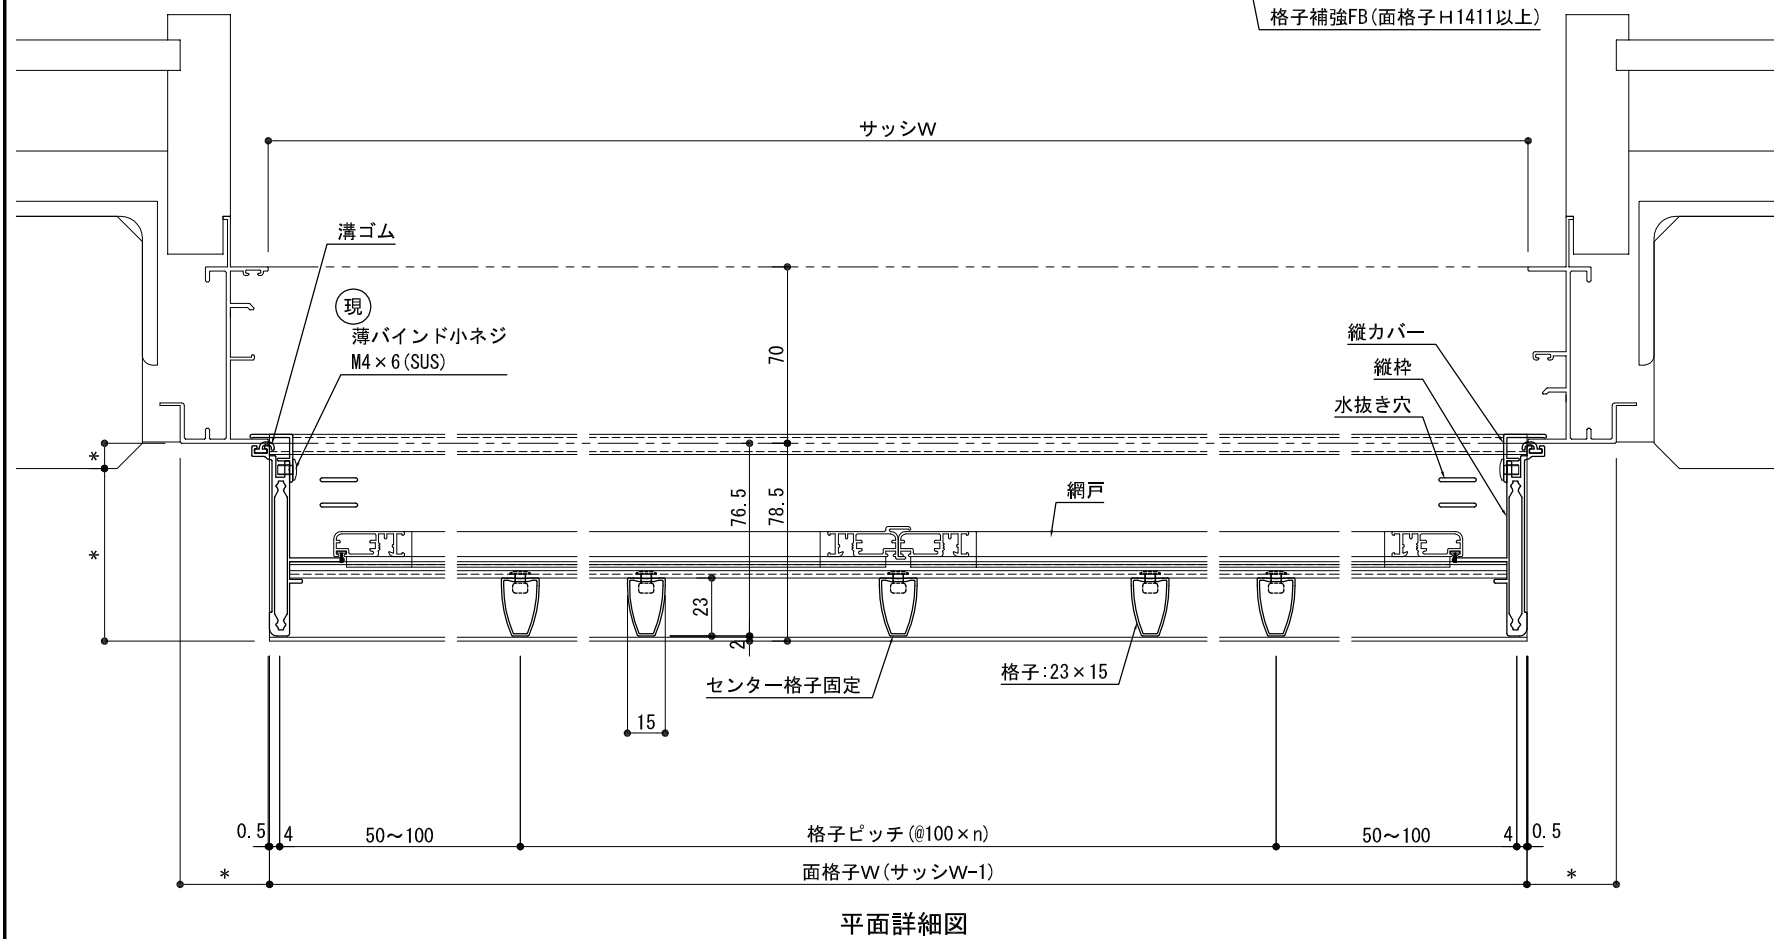 格子補強FB(面格子H1411以上)
サッシW
溝ゴム
現
薄バインド小ネジ
M4×6(SUS)
70
縦カバー
縦枠
水抜き穴
*
*
76.5
78.5
網戸
23
2
センター格子固定
格子:23×15
15
0.5
4
50~100
格子ピッチ(@100×n)
50~100
4
0.5
*
面格子W(サッシW-1)
*
平面詳細図